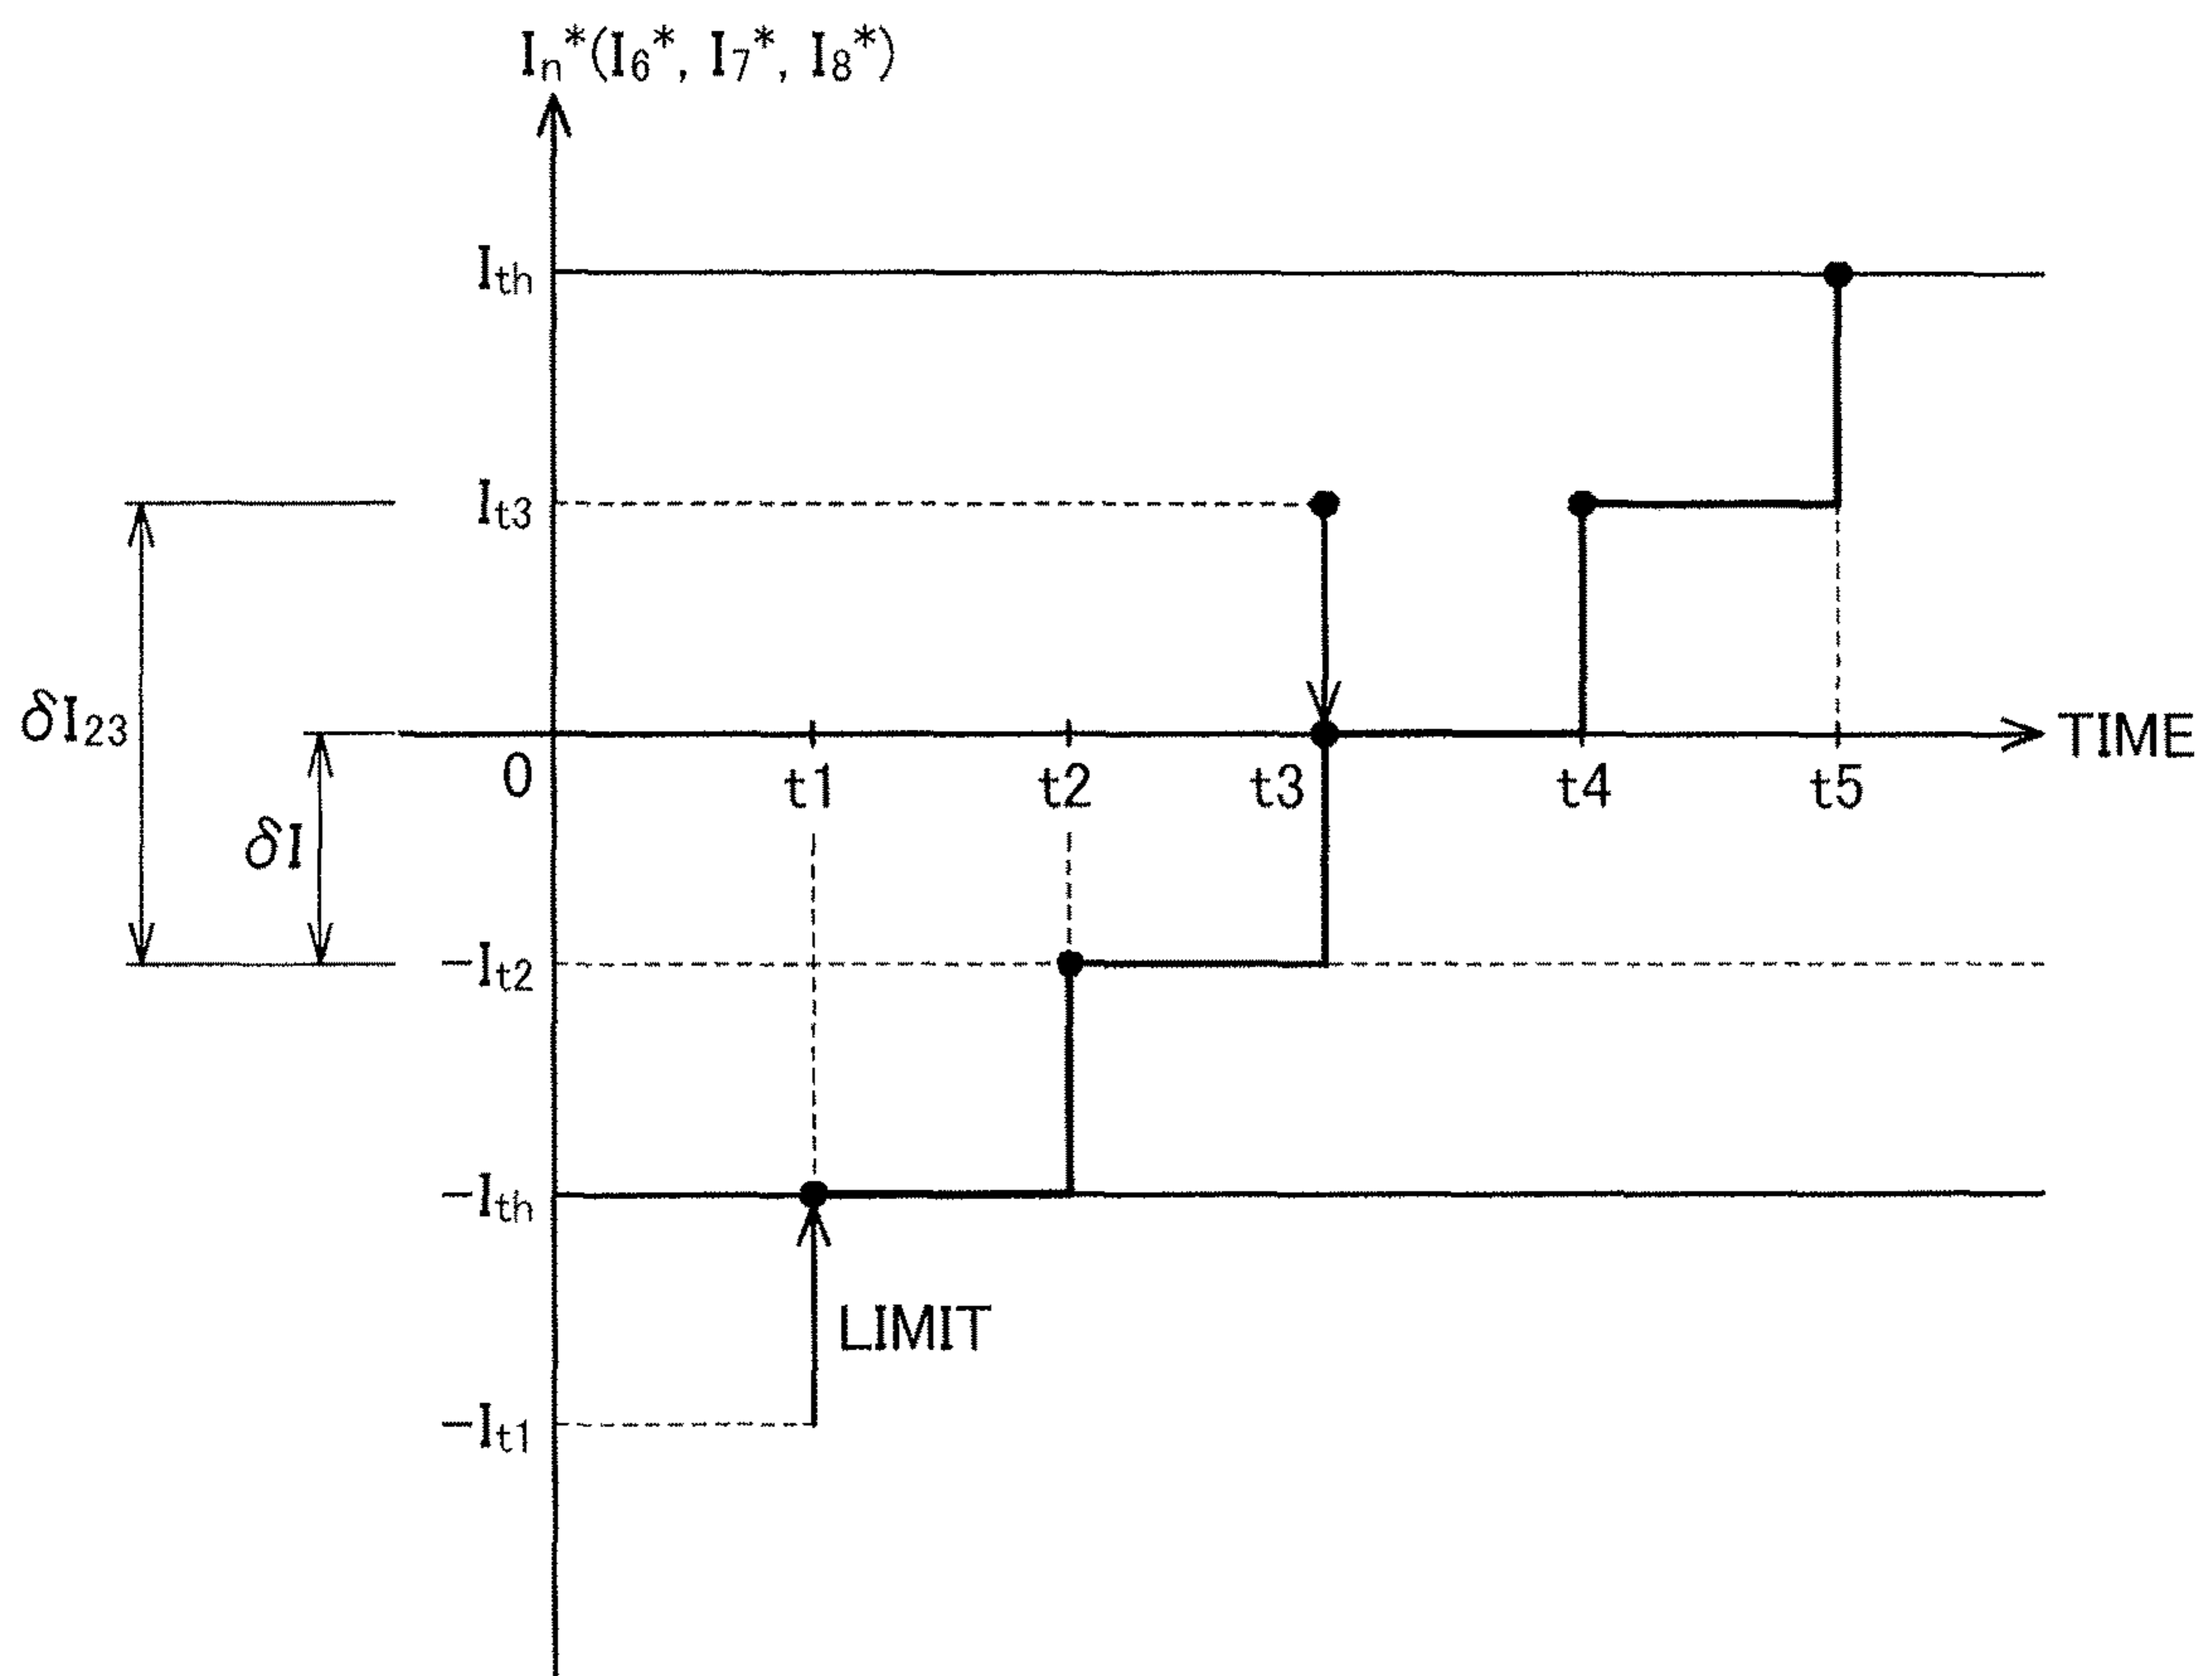 Iₙ*(I₆*, I₇*, I₈*)
Ith
It3
δI23
TIME
0
t1
t2
t3
t4
t5
δI
-It2
-Ith
LIMIT
-It1